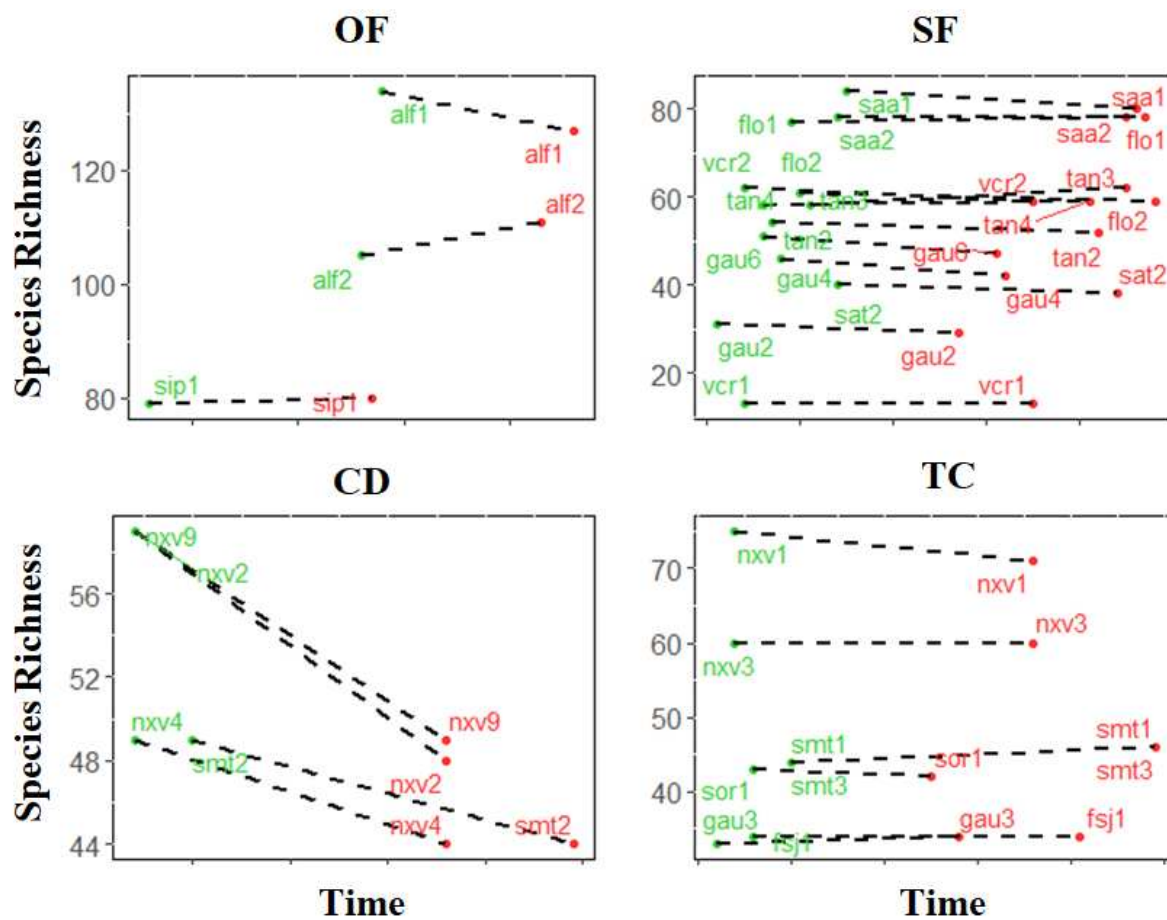 OF
SF
Species Richness
120
100
80
alf1
alf1
alf2
alf2
sip1
sip1
80
60
40
20
saa1
saa1
flo1
saa2
saa2
flo1
vcr2
flo2
vcr2
tan3
tan4
tan3
tan4
flo2
gau6
tan2
gau6
tan2
gau4
gau4
sat2
sat2
gau2
gau2
vcr1
vcr1
CD
TC
Species Richness
56
52
48
44
nxv9
nxv2
nxv4
smt2
nxv9
nxv2
nxv4
smt2
70
60
50
40
nxv1
nxv1
nxv3
nxv3
smt1
smt1
sor1
smt3
sor1
smt3
gau3
fsj1
gau3
fsj1
Time
Time